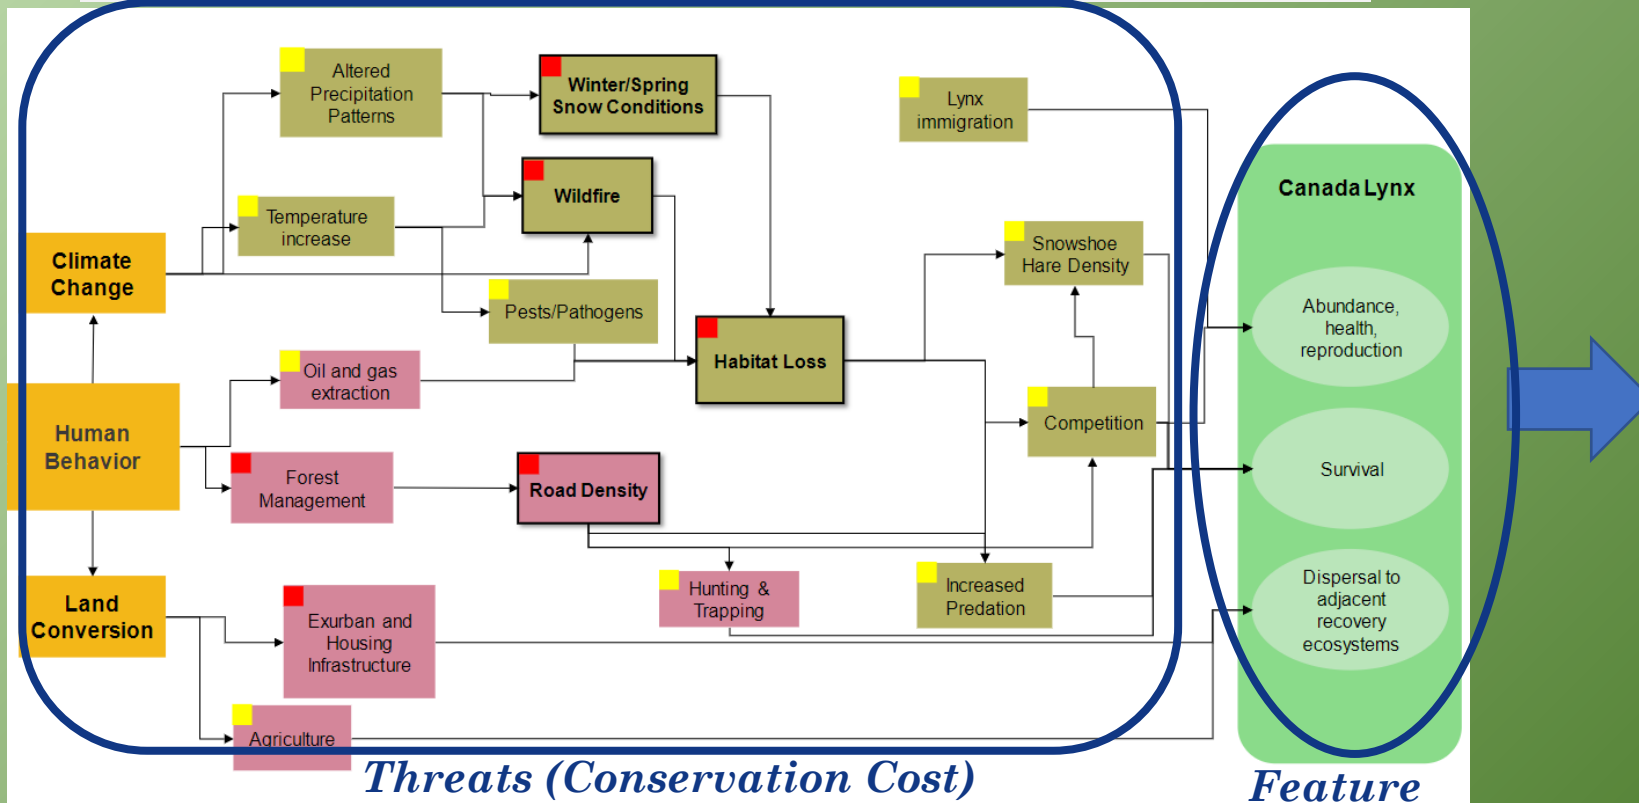 Altered
Precipitation
Patterns
Winter/Spring
Snow Conditions
Lynx
immigration
Wildfire
Temperature
increase
Climate
Change
Pests/Pathogens
Snowshoe
Hare Density
Canada Lynx
Abundance,
health,
reproduction
Oil and gas
extraction
Habitat Loss
Human
Behavior
Competition
Survival
Forest
Management
Road Density
Land
Conversion
Exurban and
Housing
Infrastructure
Hunting &
Trapping
Increased
Predation
Dispersal to
adjacent
recovery
ecosystems
Agriculture
Threats (Conservation Cost)
Feature